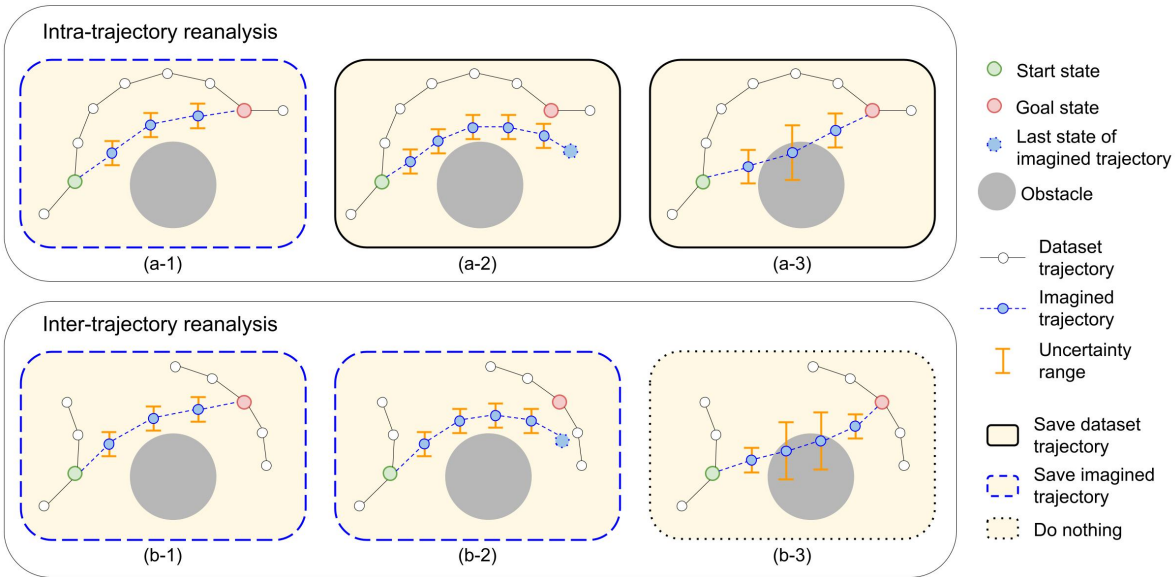 Intra-trajectory reanalysis
(a-1)
(a-2)
(a-3)
Inter-trajectory reanalysis
(b-1)
(b-2)
(b-3)
Start state
Goal state
Last state of
imagined trajectory
Obstacle
Dataset
trajectory
Imagined
trajectory
Uncertainty
range
Save dataset
trajectory
Save imagined
trajectory
Do nothing